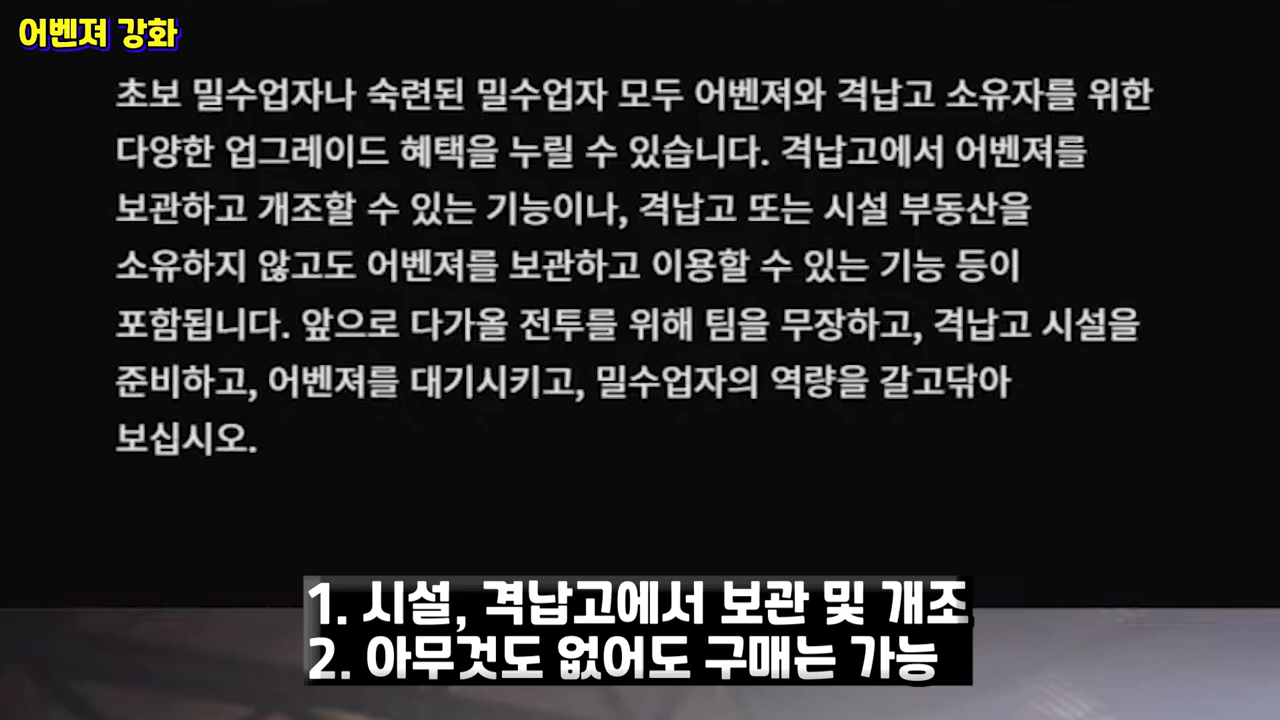 어벤져 강화
초보 밀수업자나 숙련된 밀수업자 모두 어벤져와 격납고 소유자를 위한
다양한 업그레이드 혜택을 누릴 수 있습니다. 격납고에서 어벤져를
보관하고 개조할 수 있는 기능이나, 격납고 또는 시설 부동산을
소유하지 않고도 어벤져를 보관하고 이용할 수 있는 기능 등이
포함됩니다. 앞으로 다가올 전투를 위해 팀을 무장하고, 격납고 시설을
준비하고, 어벤져를 대기시키고, 밀수업자의 역량을 갈고닦아
보십시오.
1. 시설, 격납고에서 보관 및 개조
2. 아무것도 없어도 구매는 가능